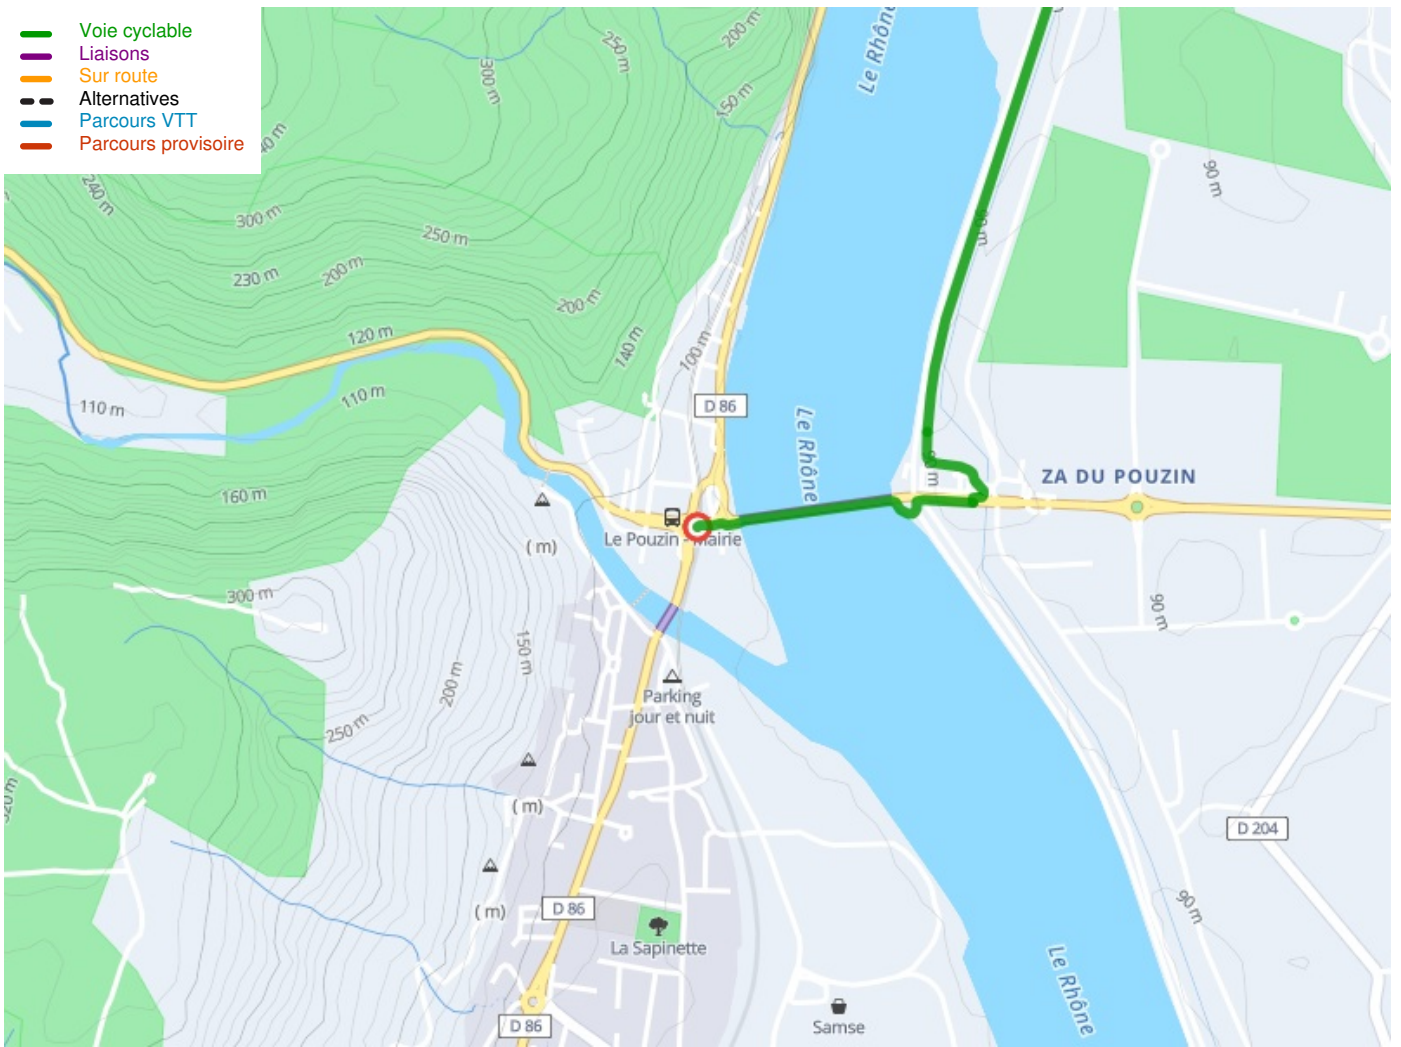 Voie cyclable
Liaisons
Sur route
Alternatives
Parcours VTT
Parcours provisoire
Le Rhône
250 m
200 m
300 m
150 m
240 m
300 m
250 m
230 m
200 m
200 m
120 m
140 m
100 m
110 m
110 m
D 86
Le Rhône
90 m
ZA DU POUZIN
160 m
( m)
Le Pouzin - Mairie
300 m
150 m
200 m
90 m
Parking
jour et nuit
250 m
( m)
D 204
( m)
D 86
La Sapinette
90 m
Le Rhône
D 86
Samse